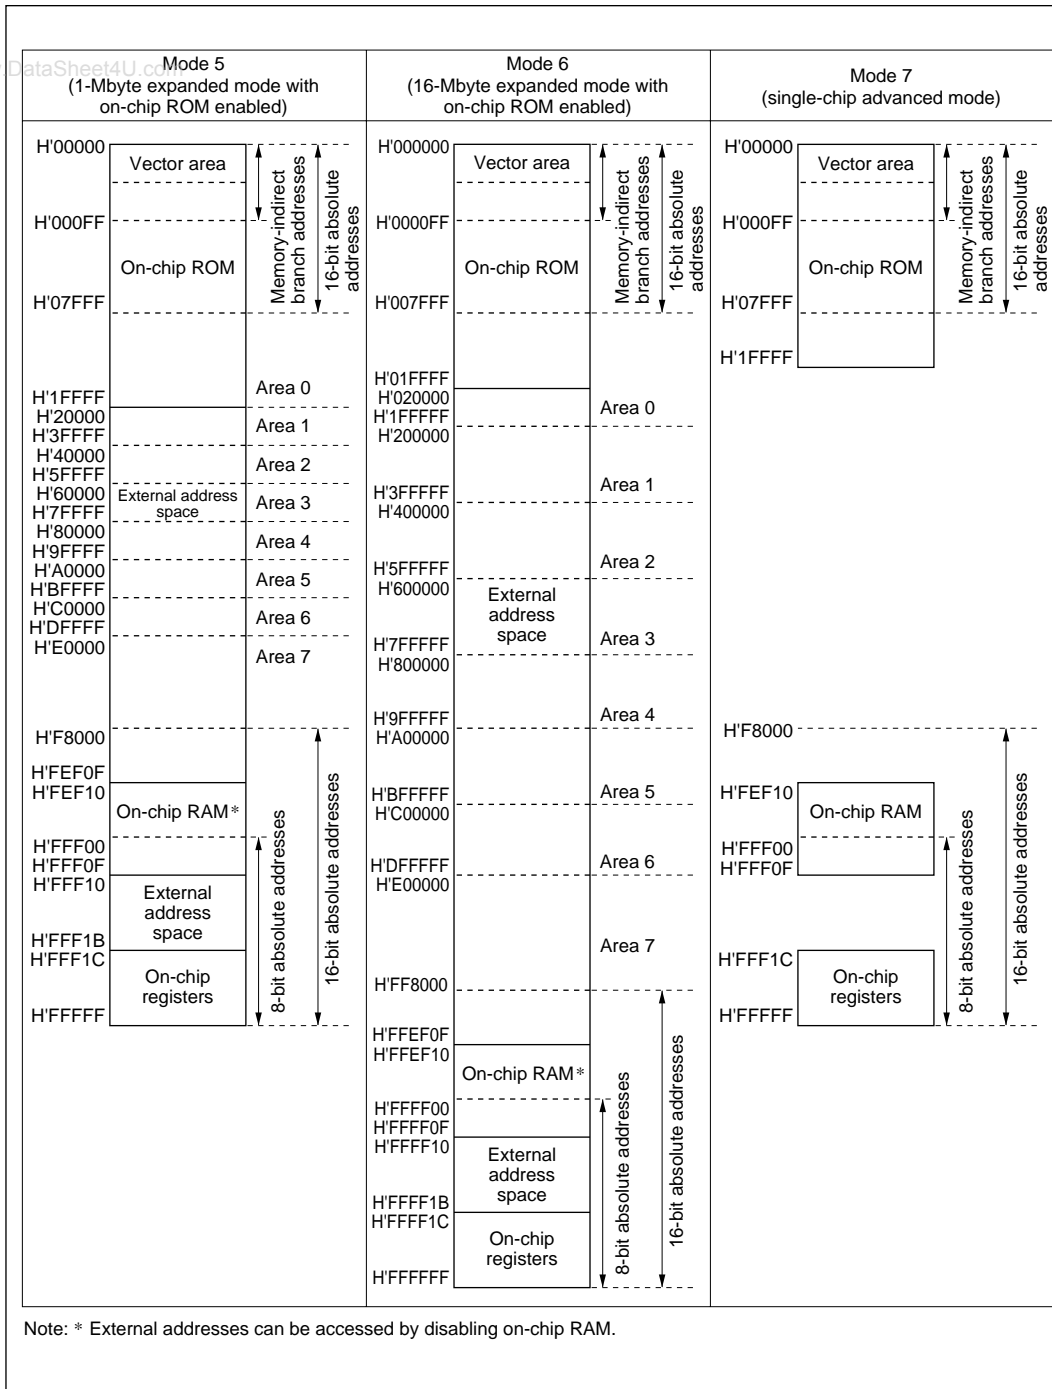 .DataSheet4U.com
Mode 5
(1-Mbyte expanded mode with
on-chip ROM enabled)
H'00000
Vector area
H'000FF
On-chip ROM
H'07FFF
Memory-indirect
branch addresses
16-bit absolute
addresses
H'1FFFF
Area 0
H'20000
H'3FFFF
Area 1
H'40000
H'5FFFF
Area 2
H'60000
H'7FFFF
External address
space
Area 3
H'80000
H'9FFFF
Area 4
H'A0000
H'BFFFF
Area 5
H'C0000
H'DFFFF
Area 6
H'E0000
Area 7
H'F8000
H'FEF0F
H'FEF10
On-chip RAM*
H'FFF00
H'FFF0F
H'FFF10
External
address
space
H'FFF1B
H'FFF1C
On-chip
registers
H'FFFFF
8-bit absolute addresses
16-bit absolute addresses
Mode 6
(16-Mbyte expanded mode with
on-chip ROM enabled)
H'000000
Vector area
H'0000FF
On-chip ROM
H'007FFF
Memory-indirect
branch addresses
16-bit absolute
addresses
H'01FFFF
H'020000
Area 0
H'1FFFFF
H'200000
Area 1
H'3FFFFF
H'400000
Area 2
H'5FFFFF
H'600000
External
address
space
Area 3
H'7FFFFF
H'800000
Area 4
H'9FFFFF
H'A00000
Area 5
H'BFFFFF
H'C00000
Area 6
H'DFFFFF
H'E00000
Area 7
H'FF8000
H'FFEF0F
H'FFEF10
On-chip RAM*
H'FFFF00
H'FFFF0F
H'FFFF10
External
address
space
H'FFFF1B
H'FFFF1C
On-chip
registers
H'FFFFFF
8-bit absolute addresses
16-bit absolute addresses
Mode 7
(single-chip advanced mode)
H'00000
Vector area
H'000FF
On-chip ROM
H'07FFF
Memory-indirect
branch addresses
16-bit absolute
addresses
H'1FFFF
H'F8000
H'FEF10
On-chip RAM
H'FFF00
H'FFF0F
H'FFF1C
On-chip
registers
H'FFFFF
8-bit absolute addresses
16-bit absolute addresses
Note: * External addresses can be accessed by disabling on-chip RAM.